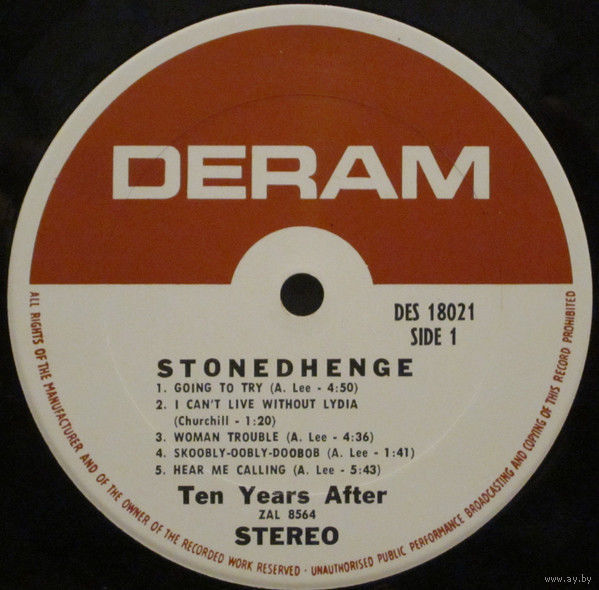 DERAM
DES 18021
SIDE 1
STONEDHENGE
1. GOING TO TRY (A. Lee - 4:50)
2. I CAN'T LIVE WITHOUT LYDIA
(Churchill - 1:20)
3. WOMAN TROUBLE (A. Lee - 4:36)
4. SKOOBLY-OOBLY-DOOBOB (A. Lee - 1:41)
5. HEAR ME CALLING (A. Lee - 5:43)
Ten Years After
ZAL 8564
STEREO
ALL RIGHTS OF THE MANUFACTURER AND OF THE OWNER OF THE RECORDED WORK RESERVED · UNAUTHORISED PUBLIC PERFORMANCE BROADCASTING AND COPYING OF THIS RECORD PROHIBITED
www.ay.by